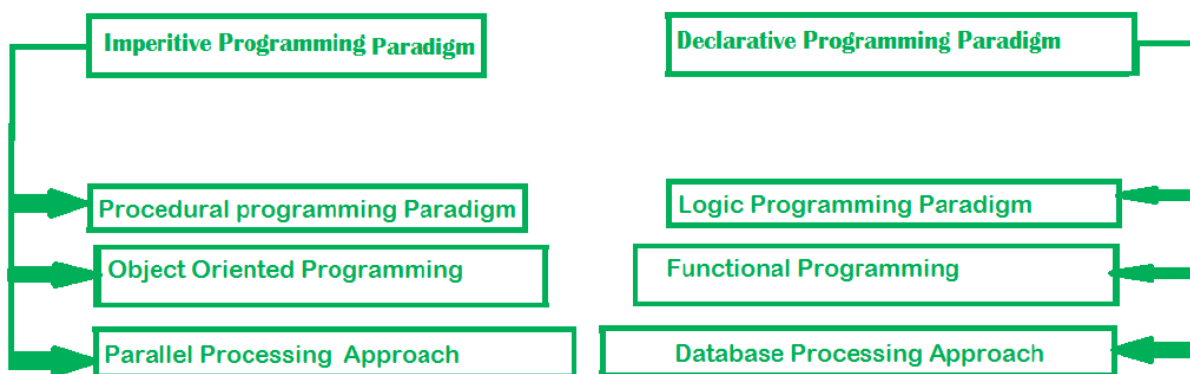 Imperitive Programming Paradigm
Procedural programming Paradigm
Object Oriented Programming
Parallel Processing Approach
Declarative Programming Paradigm
Logic Programming Paradigm
Functional Programming
Database Processing Approach